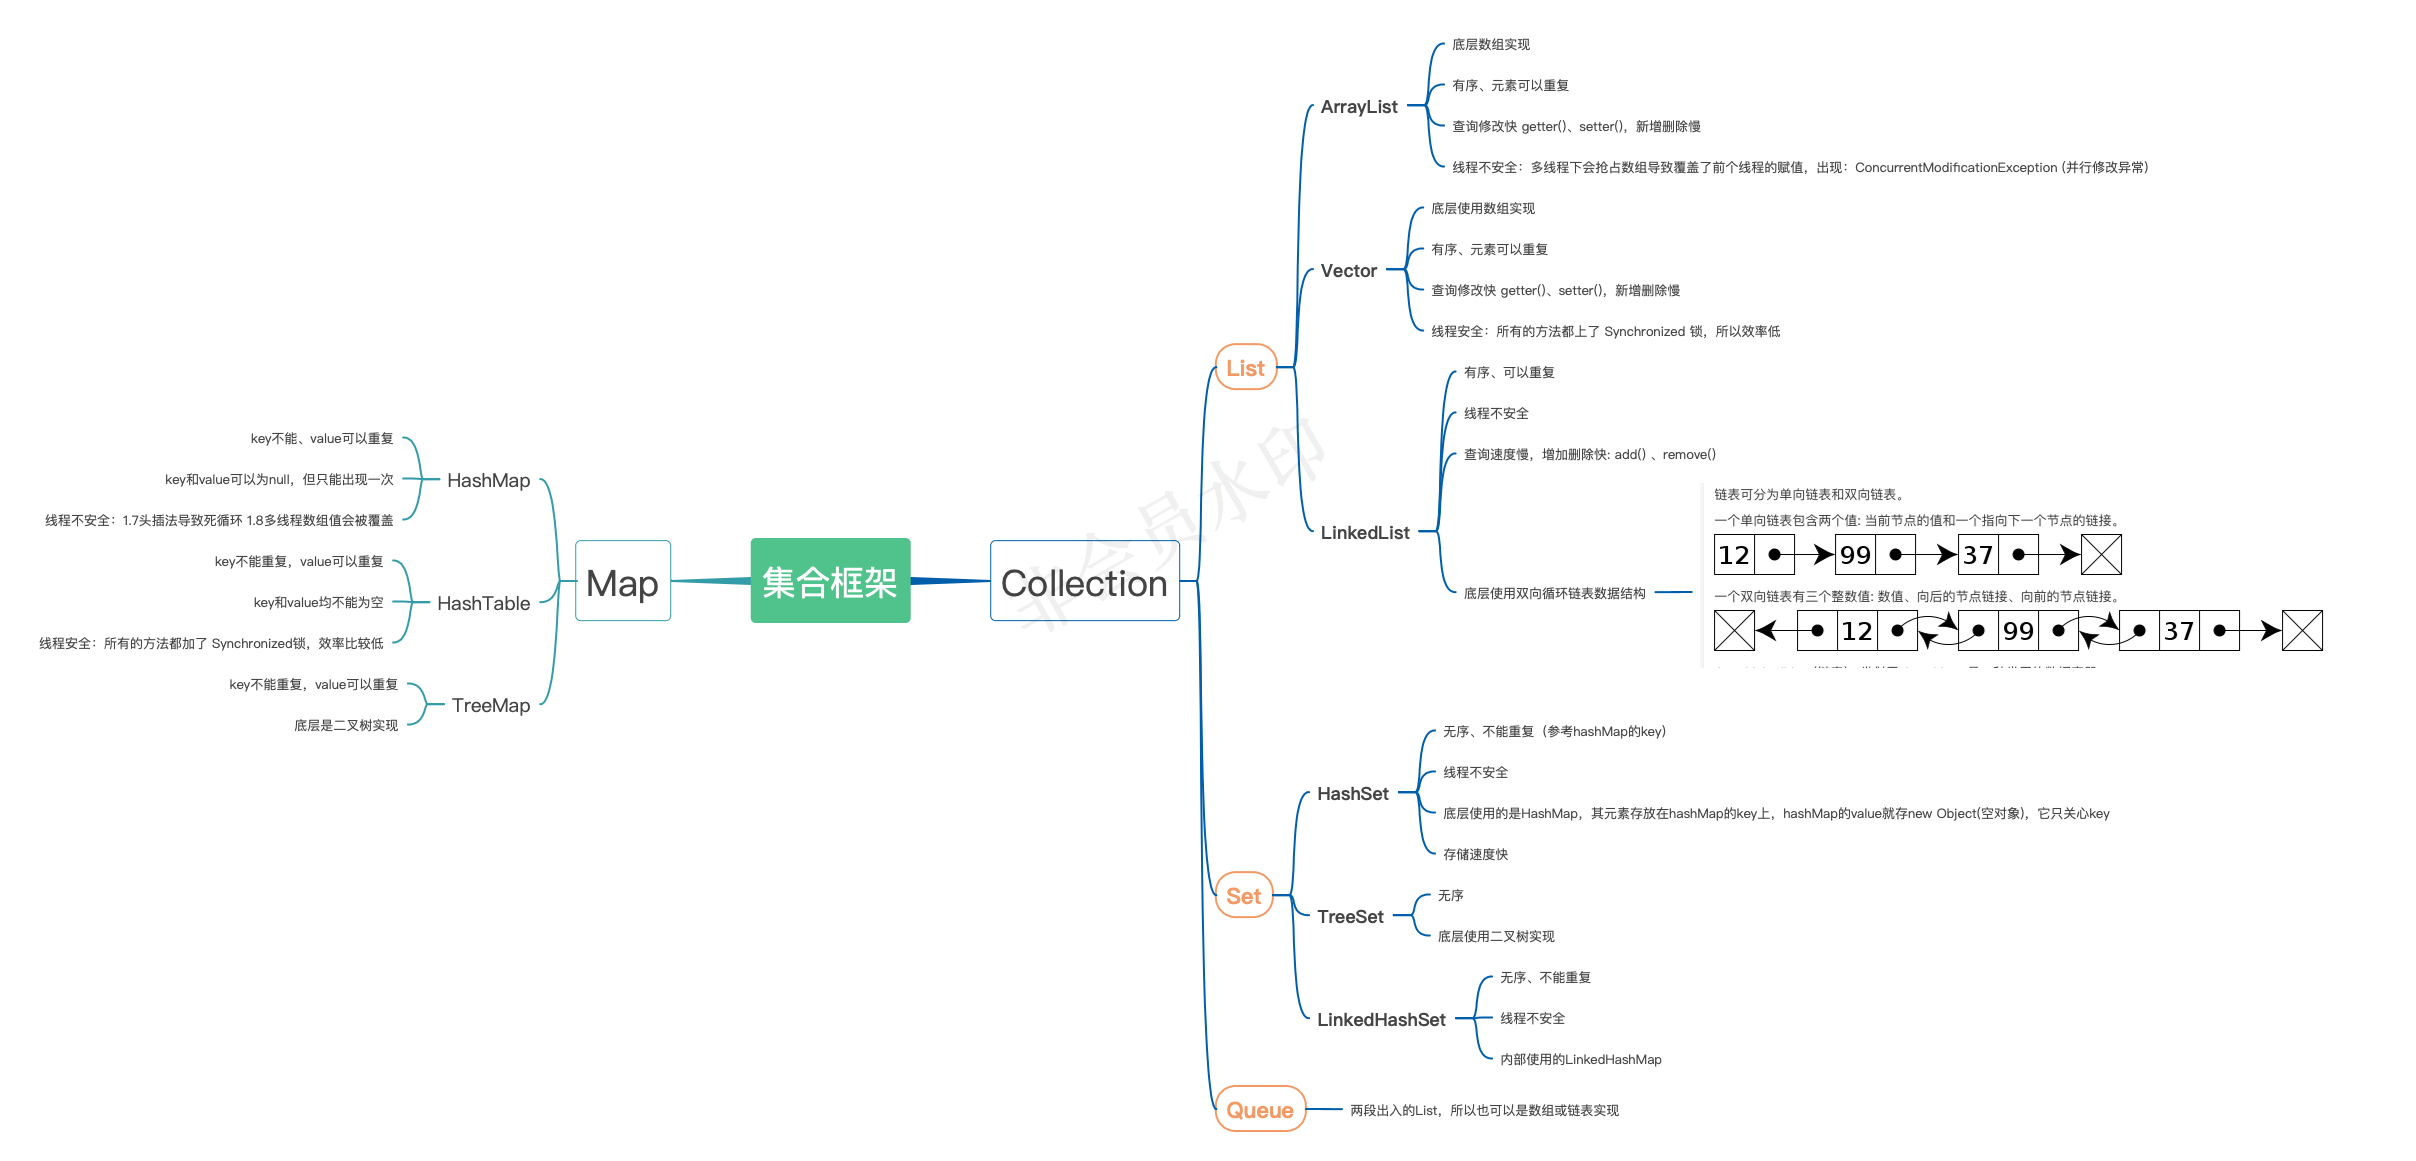 集合框架
Map
HashMap
key不能、value可以重复
key和value可以为null，但只能出现一次
线程不安全：1.7头插法导致死循环 1.8多线程数组值会被覆盖
HashTable
key不能重复，value可以重复
key和value均不能为空
线程安全：所有的方法都加了 Synchronized锁，效率比较低
TreeMap
key不能重复，value可以重复
底层是二叉树实现
Collection
List
ArrayList
底层数组实现
有序、元素可以重复
查询修改快 getter()、setter()，新增删除慢
线程不安全：多线程下会抢占数组导致覆盖了前个线程的赋值，出现：ConcurrentModificationException (并行修改异常)
Vector
底层使用数组实现
有序、元素可以重复
查询修改快 getter()、setter()，新增删除慢
线程安全：所有的方法都上了 Synchronized 锁，所以效率低
LinkedList
有序、可以重复
线程不安全
查询速度慢，增加删除快: add() 、remove()
底层使用双向循环链表数据结构
链表可分为单向链表和双向链表。
一个单向链表包含两个值: 当前节点的值和一个指向下一个节点的链接。
12 99 37
一个双向链表有三个整数值: 数值、向后的节点链接、向前的节点链接。
12 99 37
Set
HashSet
无序、不能重复（参考hashMap的key)
线程不安全
底层使用的是HashMap，其元素存放在hashMap的key上，hashMap的value就存new Object(空对象)，它只关心key
存储速度快
TreeSet
无序
底层使用二叉树实现
LinkedHashSet
无序、不能重复
线程不安全
内部使用的LinkedHashMap
Queue
两段出入的List，所以也可以是数组或链表实现
非会员水印